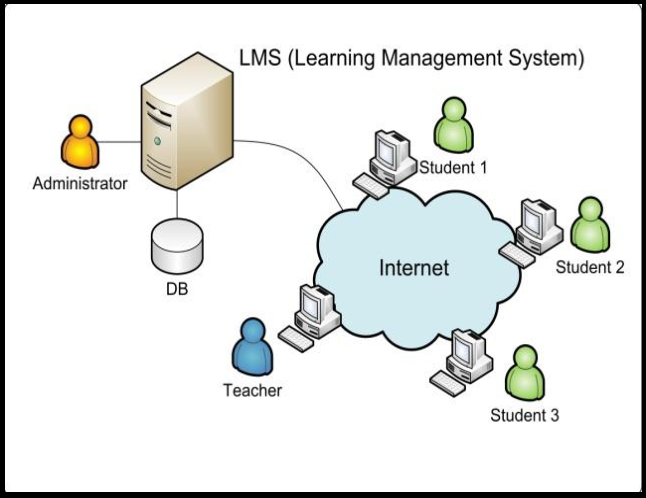 LMS (Learning Management System)
Student 1
Administrator
Student 2
Internet
DB
Teacher
Student 3